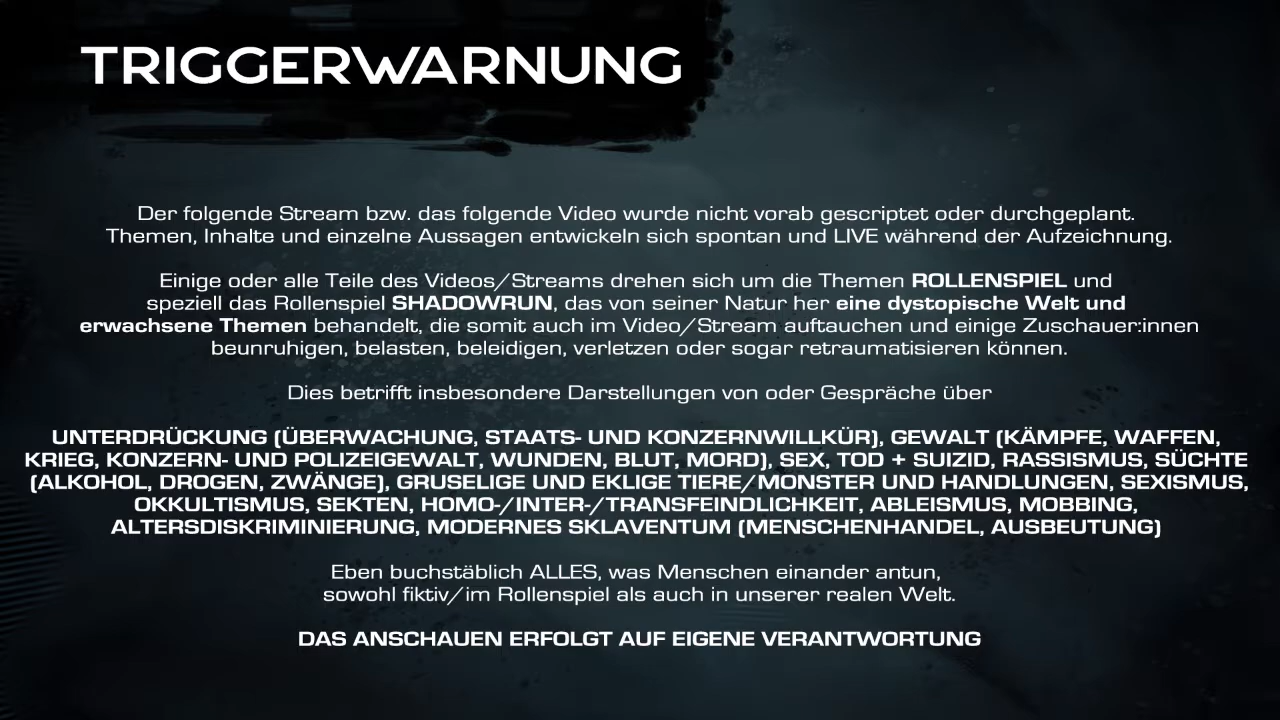 TRIGGERWARNUNG
Der folgende Stream bzw. das folgende Video wurde nicht vorab gescriptet oder durchgeplant.
Themen, Inhalte und einzelne Aussagen entwickeln sich spontan und LIVE während der Aufzeichnung.
Einige oder alle Teile des Videos/Streams drehen sich um die Themen ROLLENSPIEL und
speziell das Rollenspiel SHADOWRUN, das von seiner Natur her eine dystopische Welt und
erwachsene Themen behandelt, die somit auch im Video/Stream auftauchen und einige Zuschauer:innen
beunruhigen, belasten, beleidigen, verletzen oder sogar retraumatisieren können.
Dies betrifft insbesondere Darstellungen von oder Gespräche über
UNTERDRÜCKUNG (ÜBERWACHUNG, STAATS- UND KONZERNWILLKÜR), GEWALT (KÄMPFE, WAFFEN,
KRIEG, KONZERN- UND POLIZEIGEWALT, WUNDEN, BLUT, MORD), SEX, TOD + SUIZID, RASSISMUS, SÜCHTE
(ALKOHOL, DROGEN, ZWÄNGE), GRUSELIGE UND EKLIGE TIERE/MONSTER UND HANDLUNGEN, SEXISMUS,
OKKULTISMUS, SEKTEN, HOMO-/INTER-/TRANSFEINDLICHKEIT, ABLEISMUS, MOBBING,
ALTERSDISKRIMINIERUNG, MODERNES SKLAVENTUM (MENSCHENHANDEL, AUSBEUTUNG)
Eben buchstäblich ALLES, was Menschen einander antun,
sowohl fiktiv/im Rollenspiel als auch in unserer realen Welt.
DAS ANSCHAUEN ERFOLGT AUF EIGENE VERANTWORTUNG